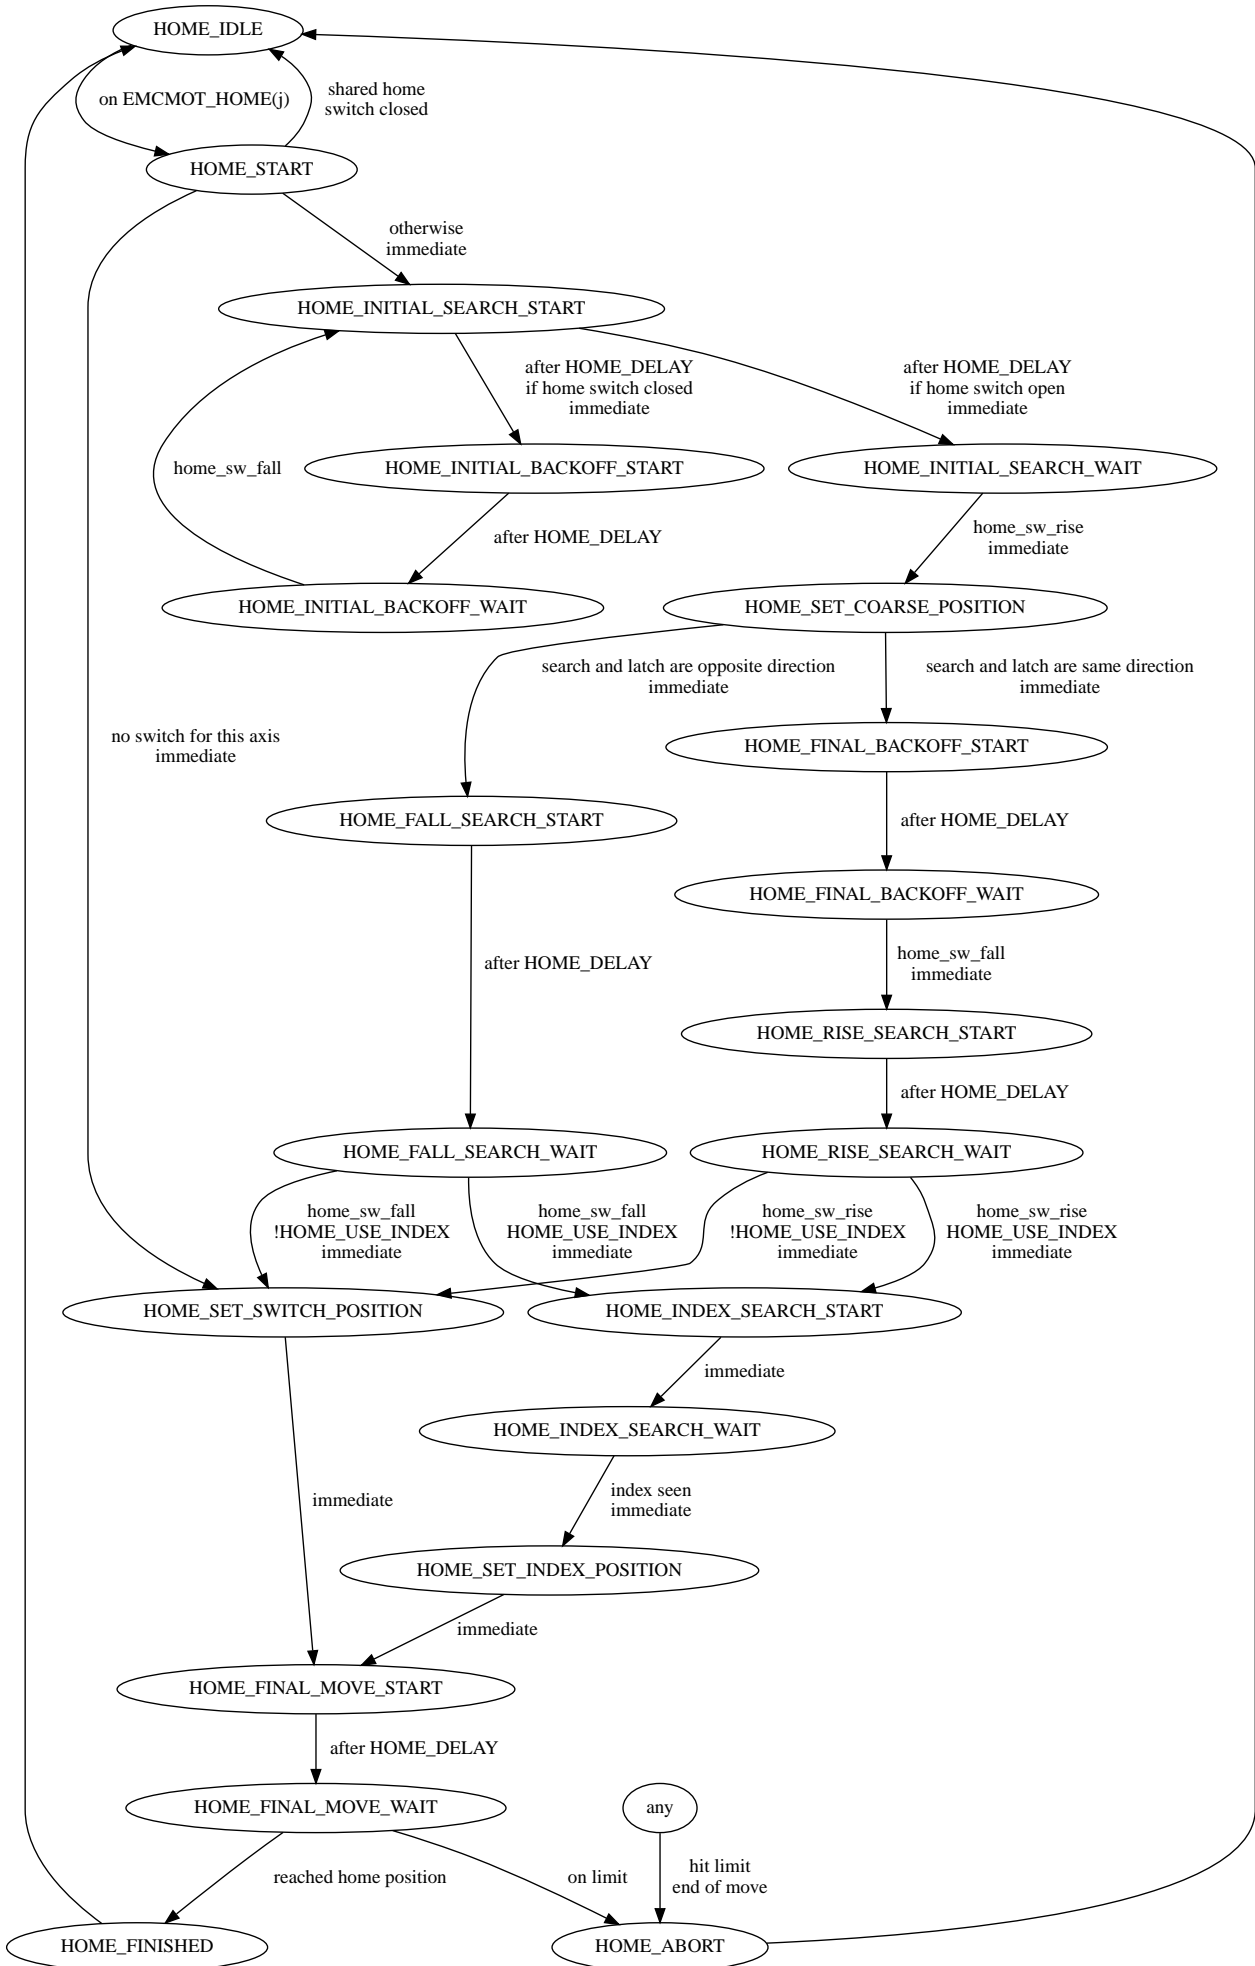 HOME_IDLE
on EMCMOT_HOME(j)
shared home
switch closed
HOME_START
otherwise
immediate
HOME_INITIAL_SEARCH_START
after HOME_DELAY
if home switch closed
immediate
after HOME_DELAY
if home switch open
immediate
home_sw_fall
HOME_INITIAL_BACKOFF_START
HOME_INITIAL_SEARCH_WAIT
after HOME_DELAY
home_sw_rise
immediate
HOME_INITIAL_BACKOFF_WAIT
HOME_SET_COARSE_POSITION
search and latch are opposite direction
immediate
search and latch are same direction
immediate
no switch for this axis
immediate
HOME_FINAL_BACKOFF_START
HOME_FALL_SEARCH_START
after HOME_DELAY
HOME_FINAL_BACKOFF_WAIT
after HOME_DELAY
home_sw_fall
immediate
HOME_RISE_SEARCH_START
after HOME_DELAY
HOME_FALL_SEARCH_WAIT
HOME_RISE_SEARCH_WAIT
home_sw_fall
!HOME_USE_INDEX
immediate
home_sw_fall
HOME_USE_INDEX
immediate
home_sw_rise
!HOME_USE_INDEX
immediate
home_sw_rise
HOME_USE_INDEX
immediate
HOME_SET_SWITCH_POSITION
HOME_INDEX_SEARCH_START
immediate
HOME_INDEX_SEARCH_WAIT
immediate
index seen
immediate
HOME_SET_INDEX_POSITION
immediate
HOME_FINAL_MOVE_START
after HOME_DELAY
HOME_FINAL_MOVE_WAIT
any
reached home position
on limit
hit limit
end of move
HOME_FINISHED
HOME_ABORT